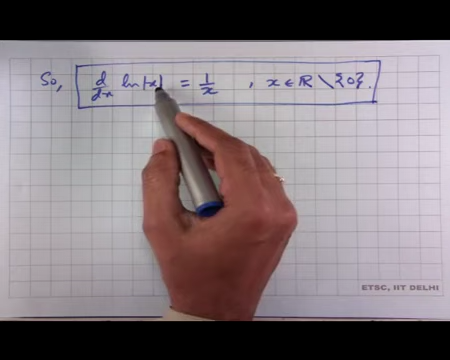 So, d/dx ln|x| = 1/x , x ∈ ℝ \ {0}.
ETSC, IIT DELHI